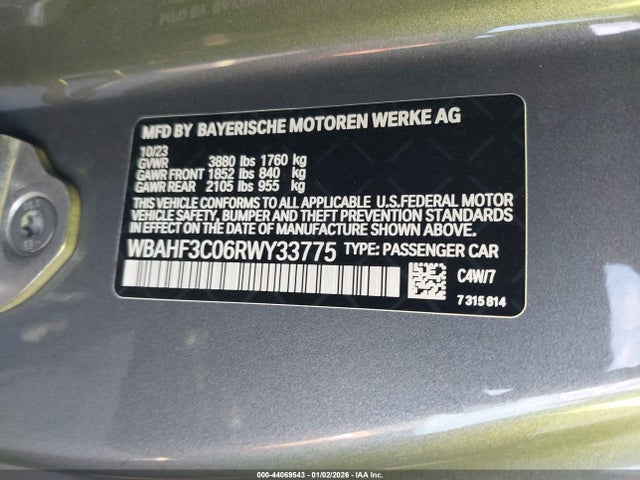 MFD BY BAYERISCHE MOTOREN WERKE AG
10/23
GVWR 3880 lbs 1760 kg
GAWR FRONT 1852 lbs 840 kg
GAWR REAR 2105 lbs 955 kg
THIS VEHICLE CONFORMS TO ALL APPLICABLE U.S.FEDERAL MOTOR
VEHICLE SAFETY, BUMPER AND THEFT PREVENTION STANDARDS
IN EFFECT ON THE DATE OF MANUFACTURE SHOWN ABOVE.
WBAHF3C06RWY33775 TYPE: PASSENGER CAR
C4W/7
7 315 814
000-44069543 - 01/02/2026 - IAA Inc.